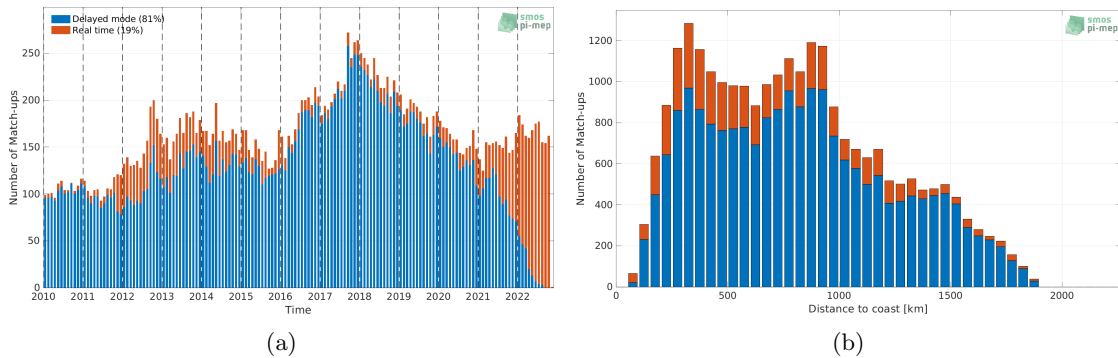 Delayed mode (81%)
Real time (19%)
smos
pi-mep
250
200
150
100
50
0
Number of Match-ups
2010 2011 2012 2013 2014 2015 2016 2017 2018 2019 2020 2021 2022
Time
(a)
smos
pi-mep
1200
1000
800
600
400
200
0
Number of Match-ups
0 500 1000 1500 2000
Distance to coast [km]
(b)